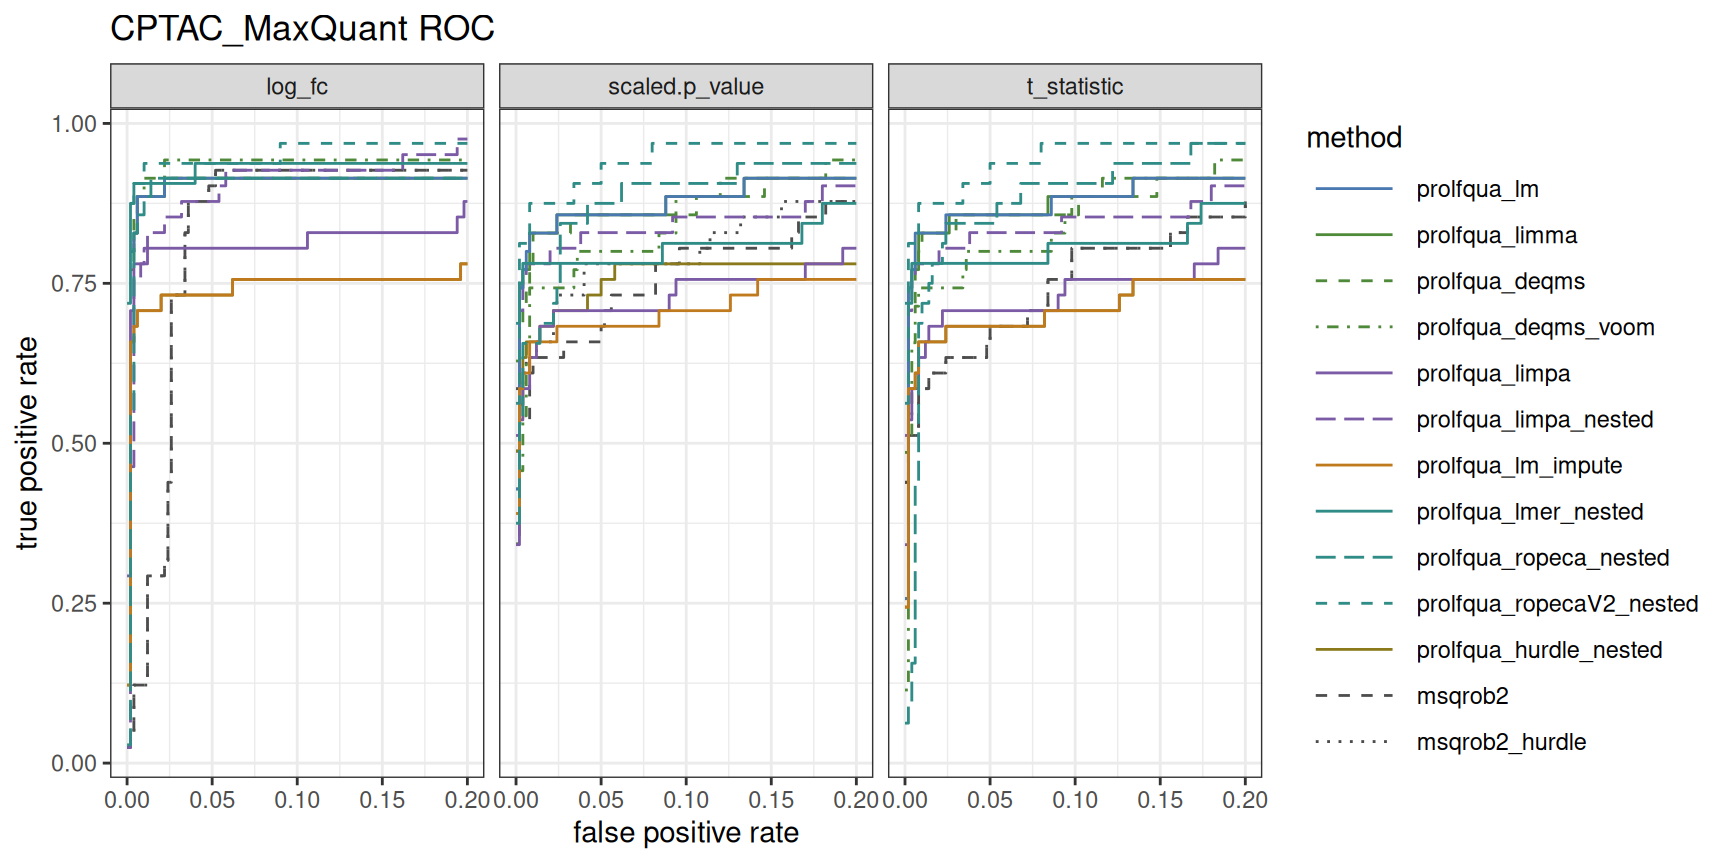 CPTAC_MaxQuant ROC
log_fc
scaled.p_value
t_statistic
1.00
0.75
0.50
0.25
0.00
true positive rate
0.00 0.05 0.10 0.15 0.20
0.00 0.05 0.10 0.15 0.20
0.00 0.05 0.10 0.15 0.20
false positive rate
method
prolfqua_lm
prolfqua_limma
prolfqua_deqms
prolfqua_deqms_voom
prolfqua_limpa
prolfqua_limpa_nested
prolfqua_lm_impute
prolfqua_lmer_nested
prolfqua_ropeca_nested
prolfqua_ropecaV2_nested
prolfqua_hurdle_nested
msqrob2
msqrob2_hurdle